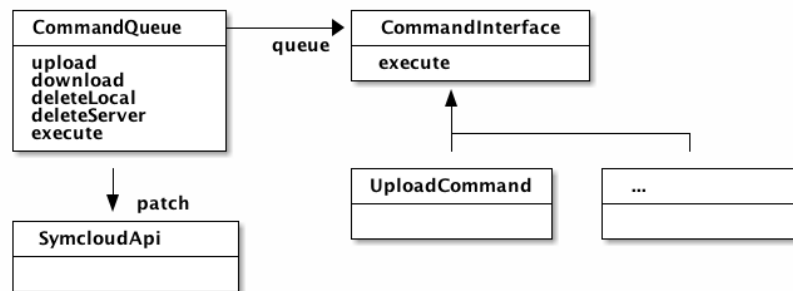 CommandQueue
upload
download
deleteLocal
deleteServer
execute
queue
CommandInterface
execute
patch
SymcloudApi
UploadCommand
...